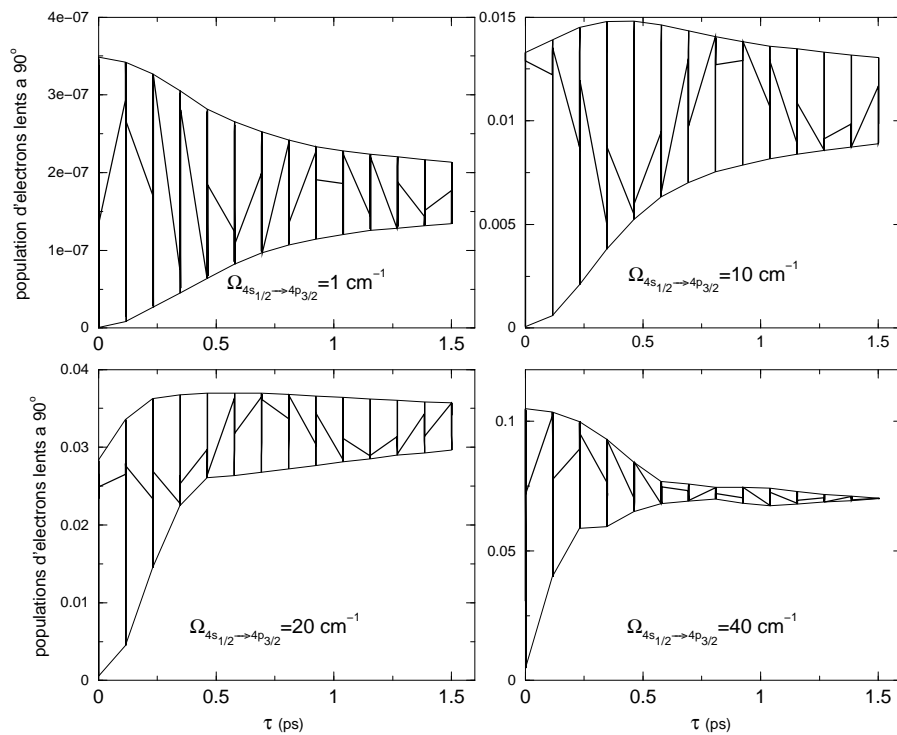 population d'electrons lents a 90°
4e−07
3e−07
2e−07
1e−07
0
0 0.5 1 1.5
Ω4s1/2→4p3/2=1 cm−1
0.015
0.01
0.005
0
0 0.5 1 1.5
Ω4s1/2→4p3/2=10 cm−1
populations d'electrons lents a 90°
0.04
0.03
0.02
0.01
0
0 0.5 1 1.5
Ω4s1/2→4p3/2=20 cm−1
τ (ps)
0.1
0.05
0
0 0.5 1 1.5
Ω4s1/2→4p3/2=40 cm−1
τ (ps)